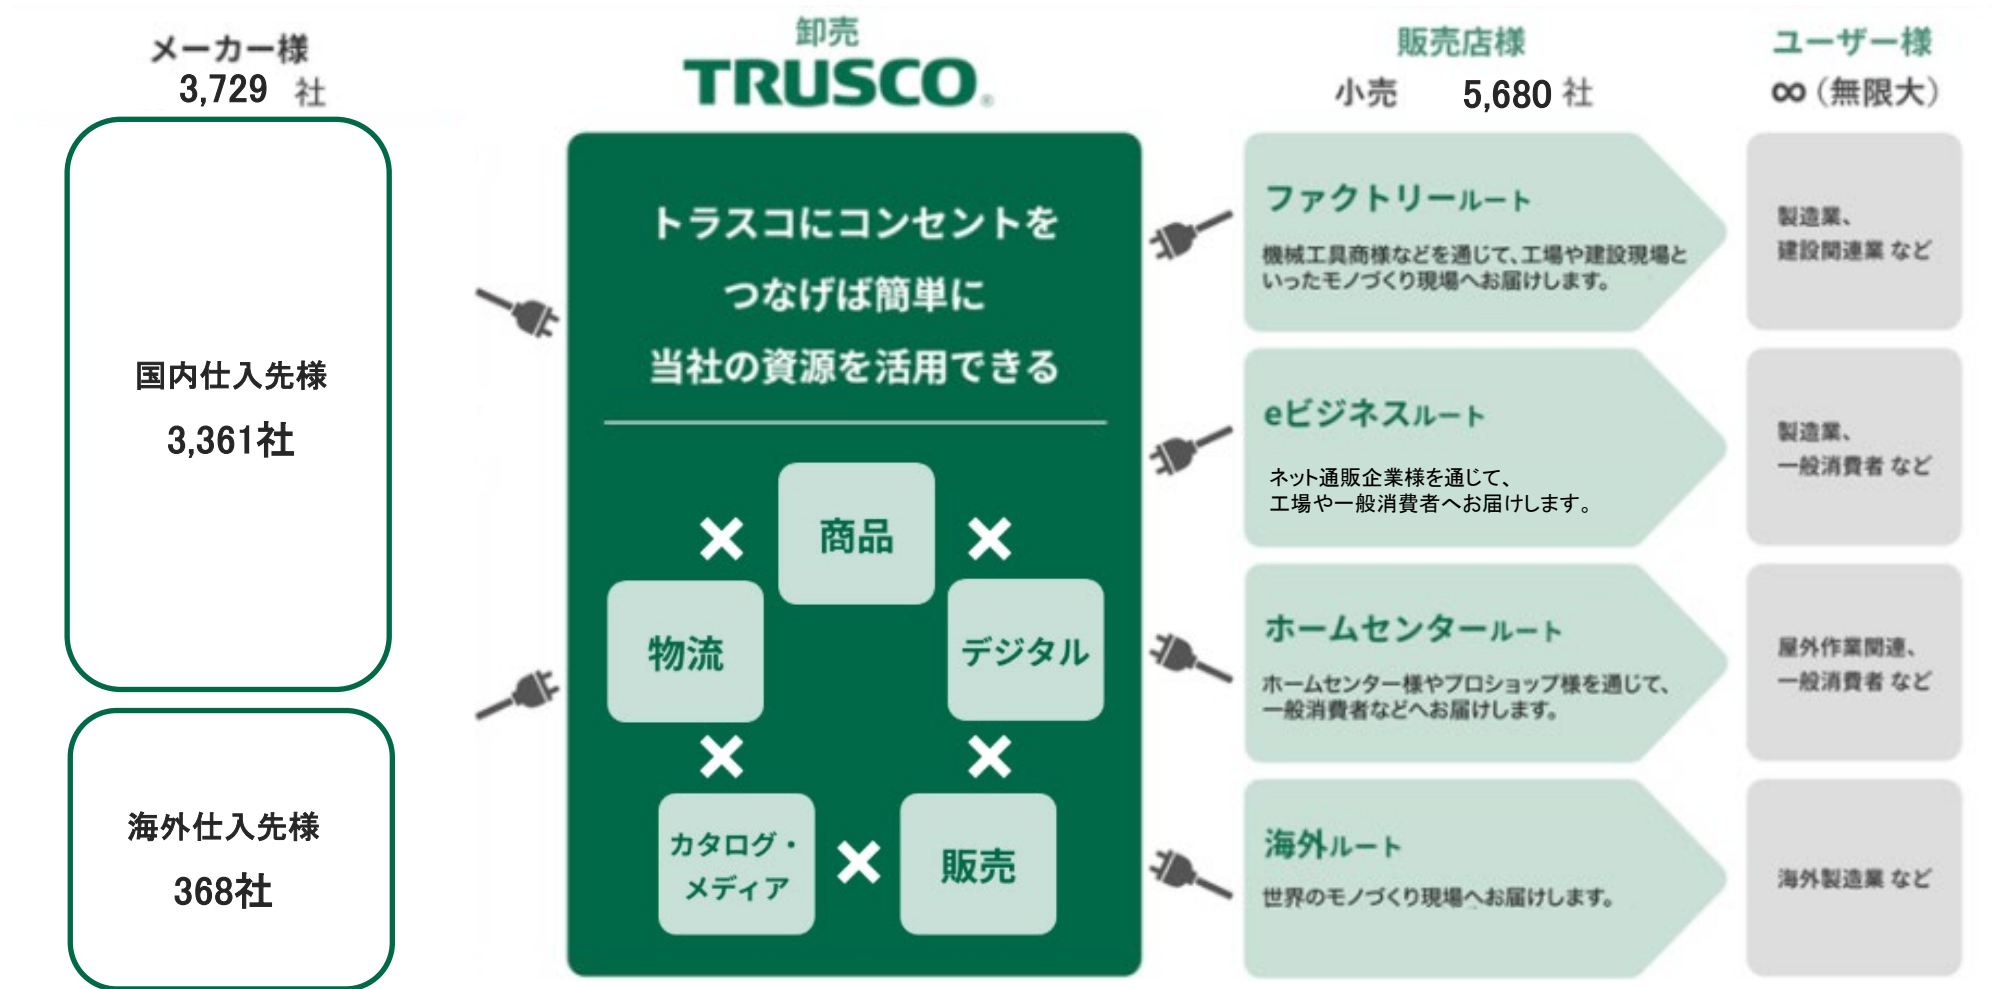 メーカー様
3,729 社
国内仕入先様
3,361社
海外仕入先様
368社
卸売
TRUSCO®
トラスコにコンセントを
つなげば簡単に
当社の資源を活用できる
商品
物流
デジタル
カタログ・
メディア
販売
販売店様
小売 5,680 社
ファクトリールート
機械工具商様などを通じて、工場や建設現場と
いったモノづくり現場へお届けします。
eビジネスルート
ネット通販企業様を通じて、
工場や一般消費者へお届けします。
ホームセンタールート
ホームセンター様やプロショップ様を通じて、
一般消費者などへお届けします。
海外ルート
世界のモノづくり現場へお届けします。
ユーザー様
∞(無限大)
製造業、
建設関連業 など
製造業、
一般消費者 など
屋外作業関連、
一般消費者 など
海外製造業 など